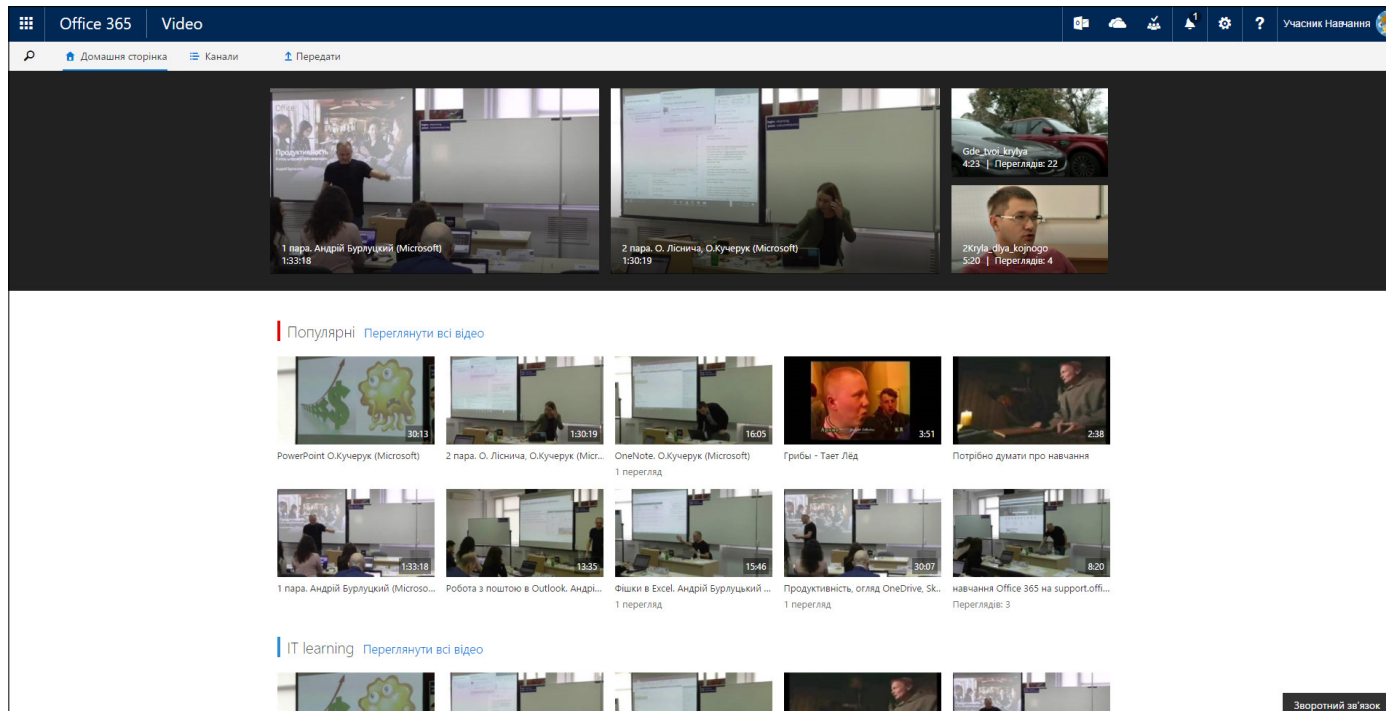 Office 365 Video 1 ? Учасник Навчання
Домашня сторінка Канали Передати
Office
Продуктивность
1 пара. Андрій Бурлуцкий (Microsoft)
1:33:18
2 пара. О. Ліснича, О.Кучерук (Microsoft)
1:30:19
Gde_tvoi_krylya
4:23 | Переглядів: 22
2Kryla_dlya_kojnogo
5:20 | Переглядів: 4
Популярні Переглянути всі відео
30:13
PowerPoint О.Кучерук (Microsoft)
1:30:19
2 пара. О. Ліснича, О.Кучерук (Micr...
16:05
OneNote. О.Кучерук (Microsoft)
1 перегляд
3:51
Грибы - Тает Лёд
2:38
Потрібно думати про навчання
1:33:18
1 пара. Андрій Бурлуцкий (Microso...
13:35
Робота з поштою в Outlook. Андрі...
15:46
Фішки в Excel. Андрій Бурлуцький ...
1 перегляд
30:07
Продуктивність, огляд OneDrive, Sk...
1 перегляд
8:20
навчання Office 365 на support.offi...
Переглядів: 3
IT learning Переглянути всі відео
Зворотний зв'язок